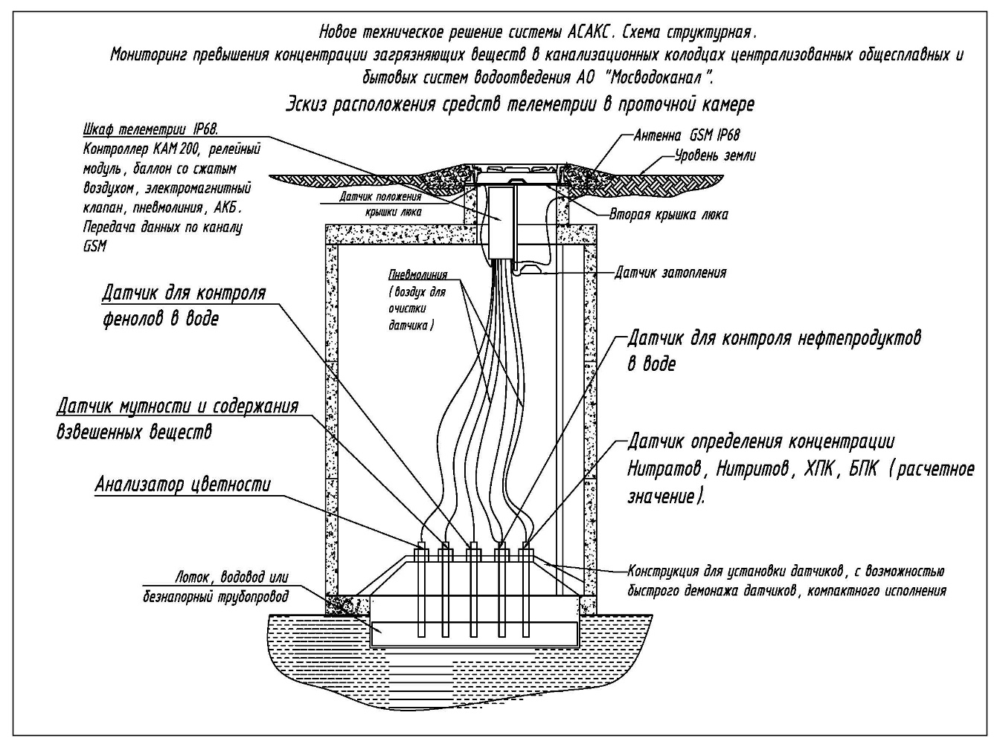 Новое техническое решение системы АСАКС. Схема структурная.
Мониторинг превышения концентрации загрязняющих веществ в канализационных колодцах централизованных общесплавных и
бытовых систем водоотведения АО "Мосводоканал".
Эскиз расположения средств телеметрии в проточной камере
Шкаф телеметрии IP68.
Контроллер КАМ200, релейный
модуль, баллон со сжатым
воздухом, электромагнитный
клапан, пневмолиния, АКБ.
Передача данных по каналу
GSM
Антенна GSM IP68
Уровень земли
Датчик положения
крышки люка
Вторая крышка люка
Датчик затопления
Пневмолиния
(воздух для
очистки
датчика)
Датчик для контроля
фенолов в воде
Датчик для контроля нефтепродуктов
в воде
Датчик мутности и содержания
взвешенных веществ
Датчик определения концентрации
Нитратов, Нитритов, ХПК, БПК (расчетное
значение).
Анализатор цветности
Лоток, водовод или
безнапорный трубопровод
Конструкция для установки датчиков, с возможностью
быстрого демонажа датчиков, компактного исполнения